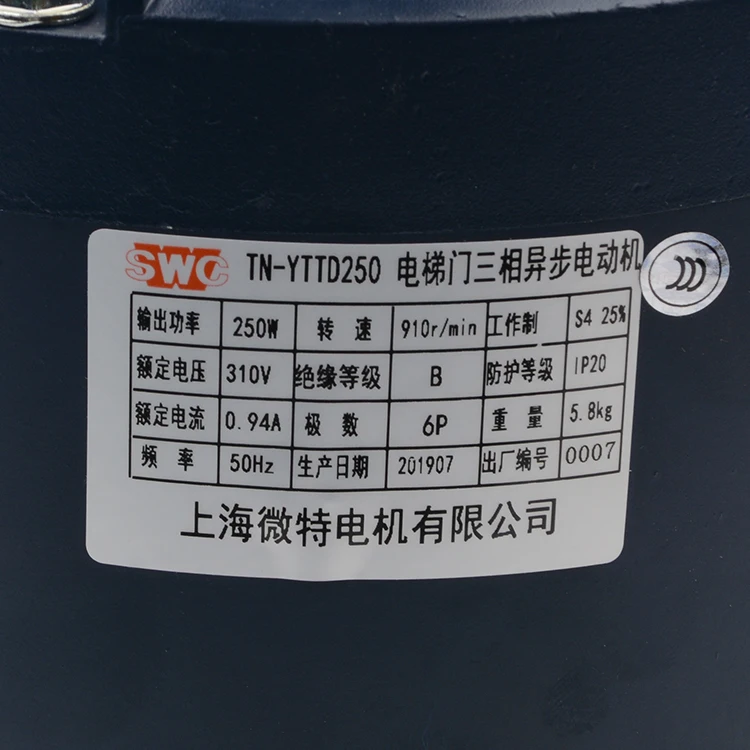 SWC TN-YTTD250 电梯门三相异步电动机
输出功率 250W 转速 910r/min 工作制 S4 25%
额定电压 310V 绝缘等级 B 防护等级 IP20
额定电流 0.94A 极数 6P 重量 5.8kg
频率 50Hz 生产日期 201907 出厂编号 0007
上海微特电机有限公司